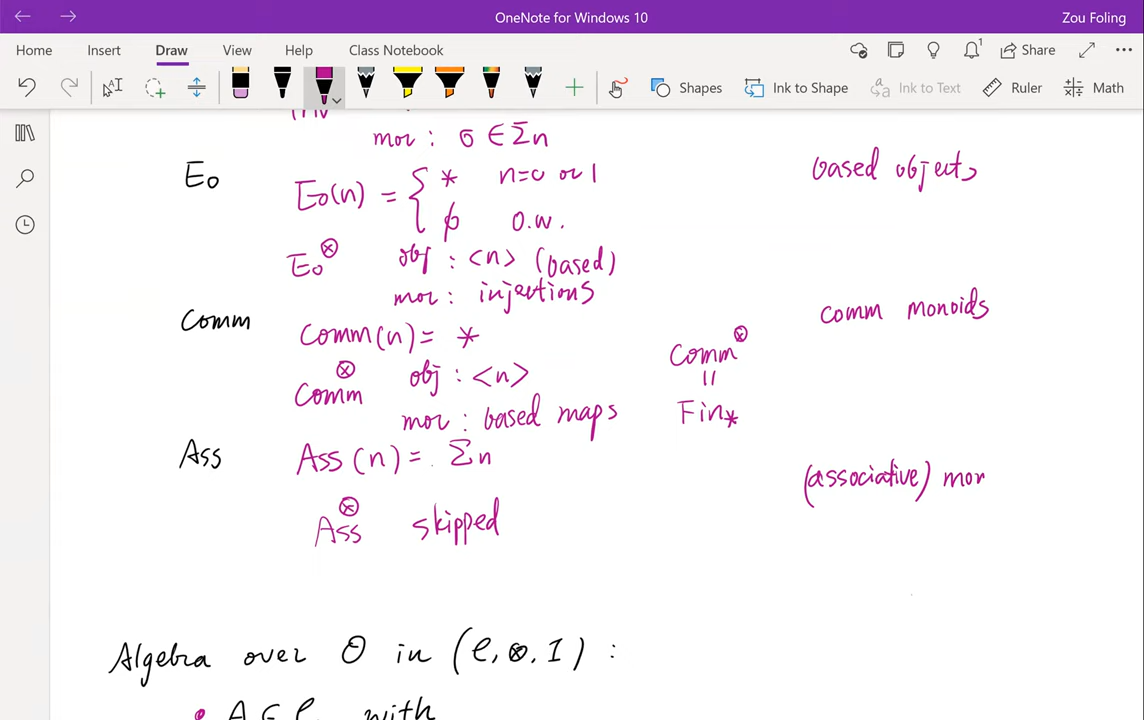 OneNote for Windows 10
Zou Foling
Home Insert Draw View Help Class Notebook
1 Share
Shapes Ink to Shape Ink to Text Ruler Math
mor : σ ∈ Σn
E₀ E₀(n) = { * n=0 or 1
∅ o.w.
based objects
E₀^⊗ obj : <n> (based)
mor : injections
Comm Comm(n) = * comm monoids
Comm^⊗ obj : <n>
mor : based maps
Comm^⊗
=
Fin*
Ass Ass(n) = Σn (associative) mon
Ass^⊗ skipped
Algebra over O in (C, ⊗, 1) :
• A ∈ C, with